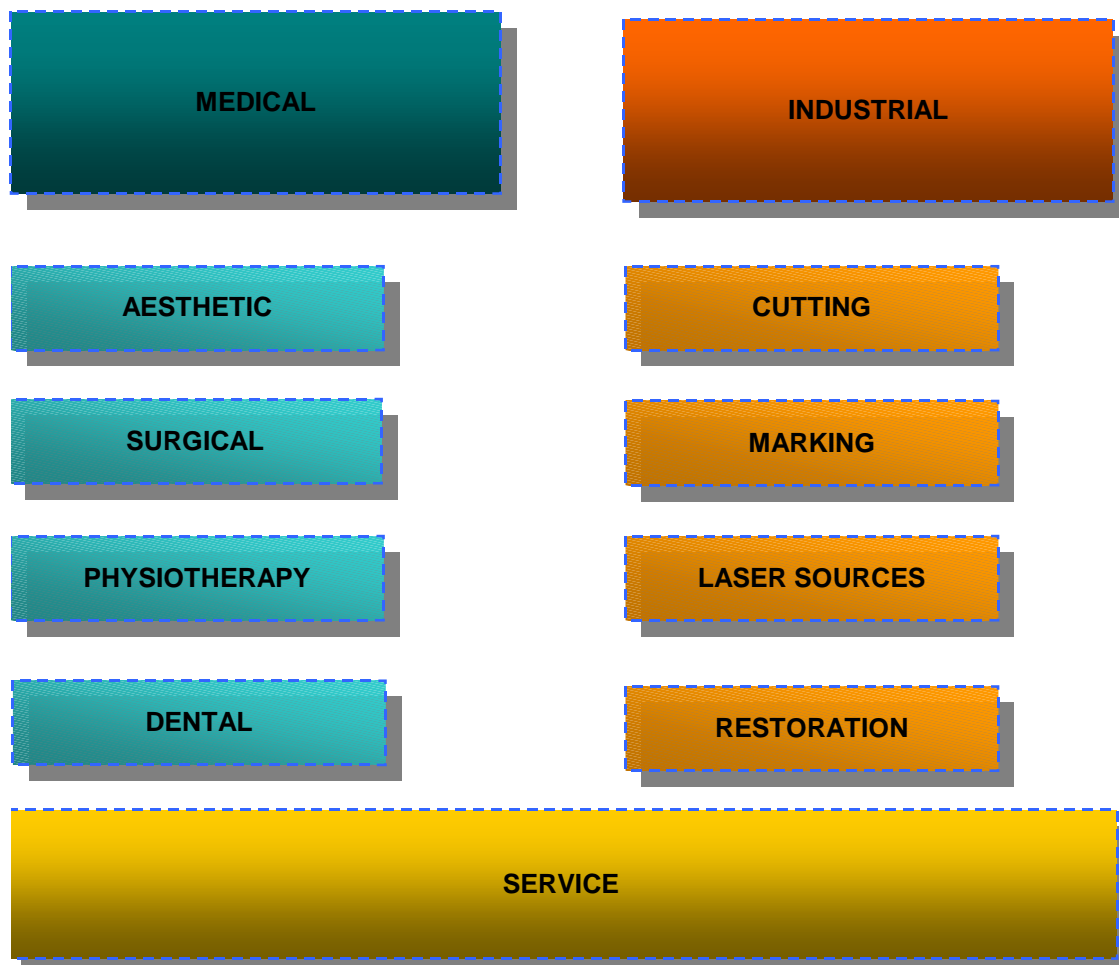 MEDICAL
INDUSTRIAL
AESTHETIC
CUTTING
SURGICAL
MARKING
PHYSIOTHERAPY
LASER SOURCES
DENTAL
RESTORATION
SERVICE